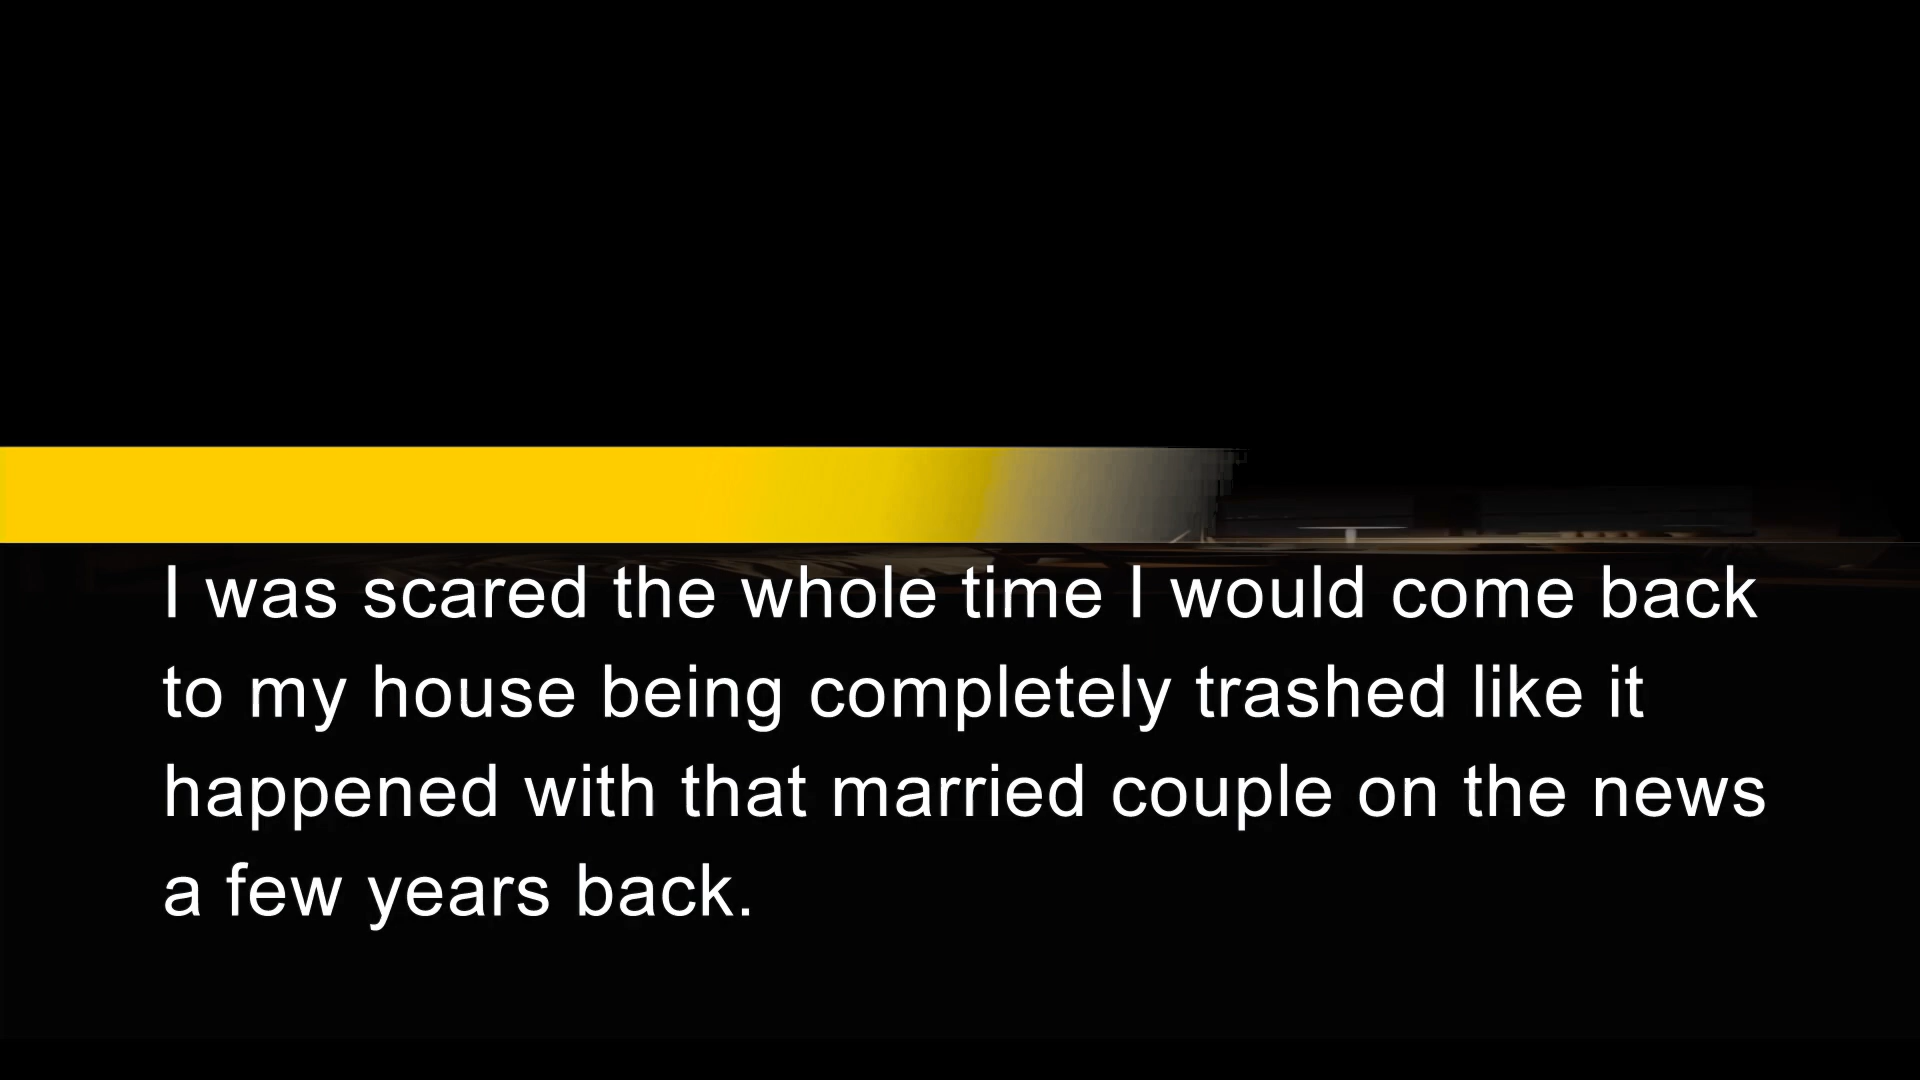 I was scared the whole time I would come back
to my house being completely trashed like it
happened with that married couple on the news
a few years back.